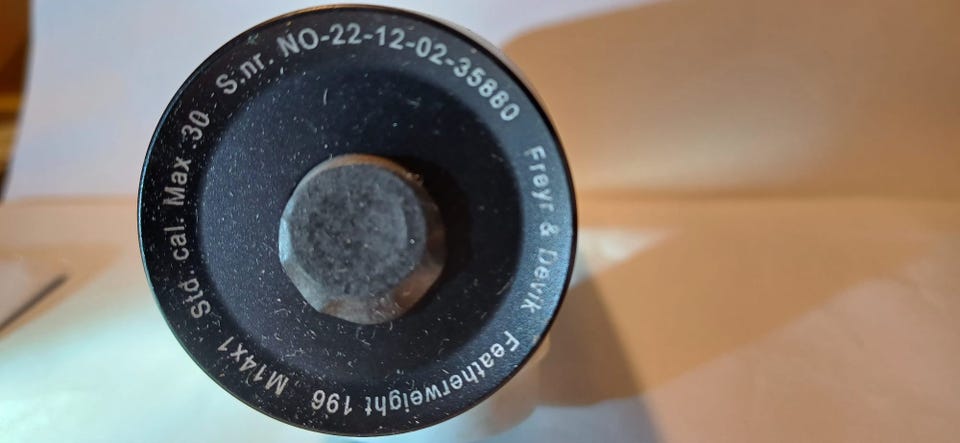 S.nr. NO-22-12-02-35880
Freyr & Devik
Featherweight 196
M14x1
Std. cal. Max .30